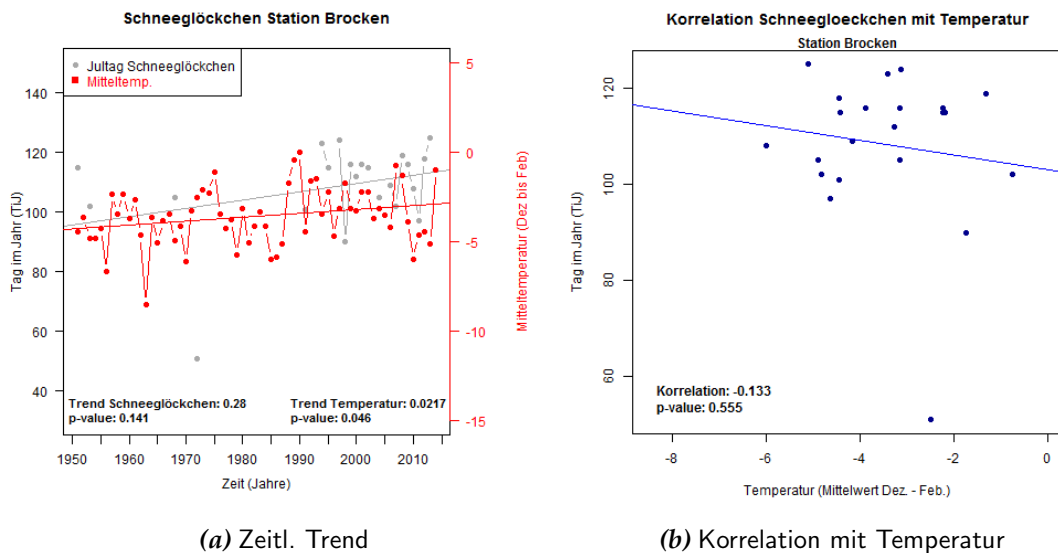 Schneeglöckchen Station Brocken
Jultag Schneeglöckchen
Mitteltemp.
Tag im Jahr (TiJ)
140
120
100
80
60
40
5
0
-5
-10
-15
Mitteltemperatur (Dez bis Feb)
Trend Schneeglöckchen: 0.28
p-value: 0.141
Trend Temperatur: 0.0217
p-value: 0.046
1950 1960 1970 1980 1990 2000 2010
Zeit (Jahre)
(a) Zeitl. Trend
Korrelation Schneegloeckchen mit Temperatur
Station Brocken
Tag im Jahr (TiJ)
120
100
80
60
Korrelation: -0.133
p-value: 0.555
-8 -6 -4 -2 0
Temperatur (Mittelwert Dez. - Feb.)
(b) Korrelation mit Temperatur